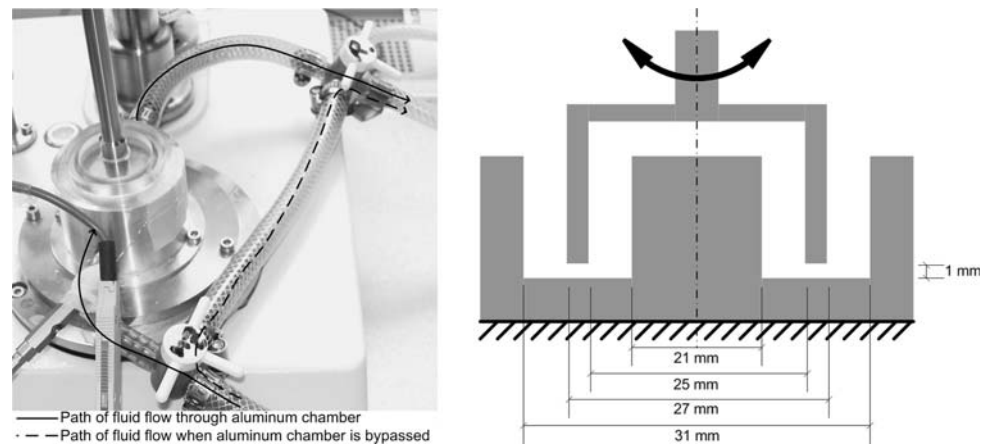 Path of fluid flow through aluminum chamber
Path of fluid flow when aluminum chamber is bypassed
1 mm
21 mm
25 mm
27 mm
31 mm